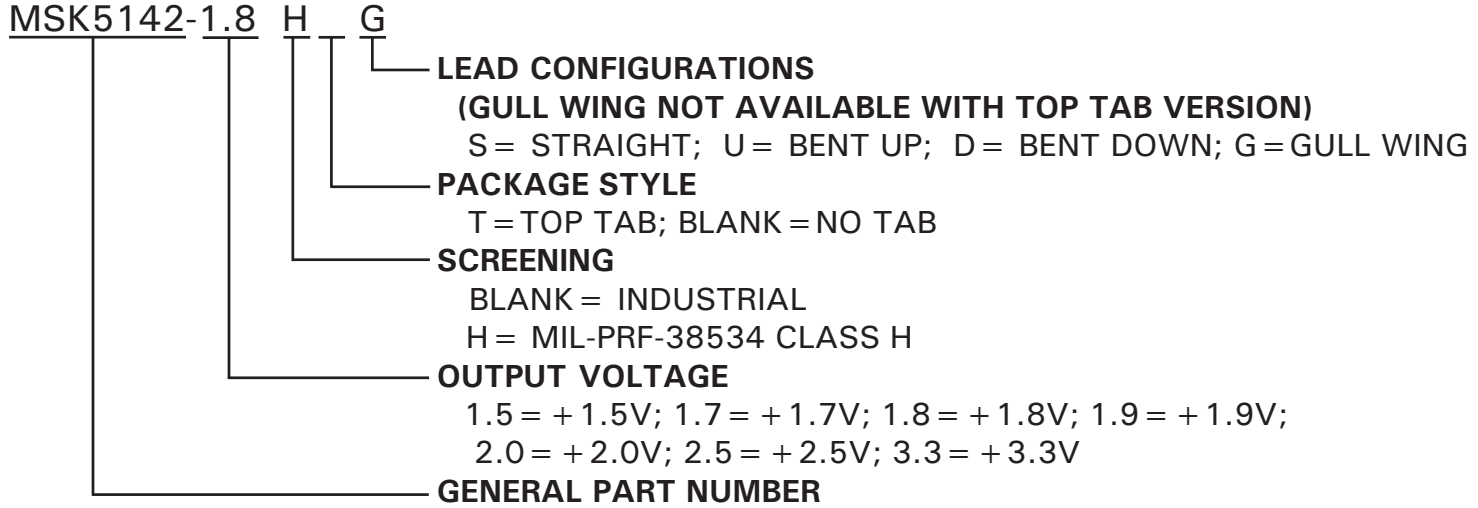 MSK5142-1.8 H _ G
LEAD CONFIGURATIONS
(GULL WING NOT AVAILABLE WITH TOP TAB VERSION)
S= STRAIGHT; U= BENT UP; D= BENT DOWN; G=GULL WING
PACKAGE STYLE
T=TOP TAB; BLANK=NO TAB
SCREENING
BLANK= INDUSTRIAL
H= MIL-PRF-38534 CLASS H
OUTPUT VOLTAGE
1.5=+1.5V; 1.7=+1.7V; 1.8=+1.8V; 1.9=+1.9V;
2.0=+2.0V; 2.5=+2.5V; 3.3=+3.3V
GENERAL PART NUMBER